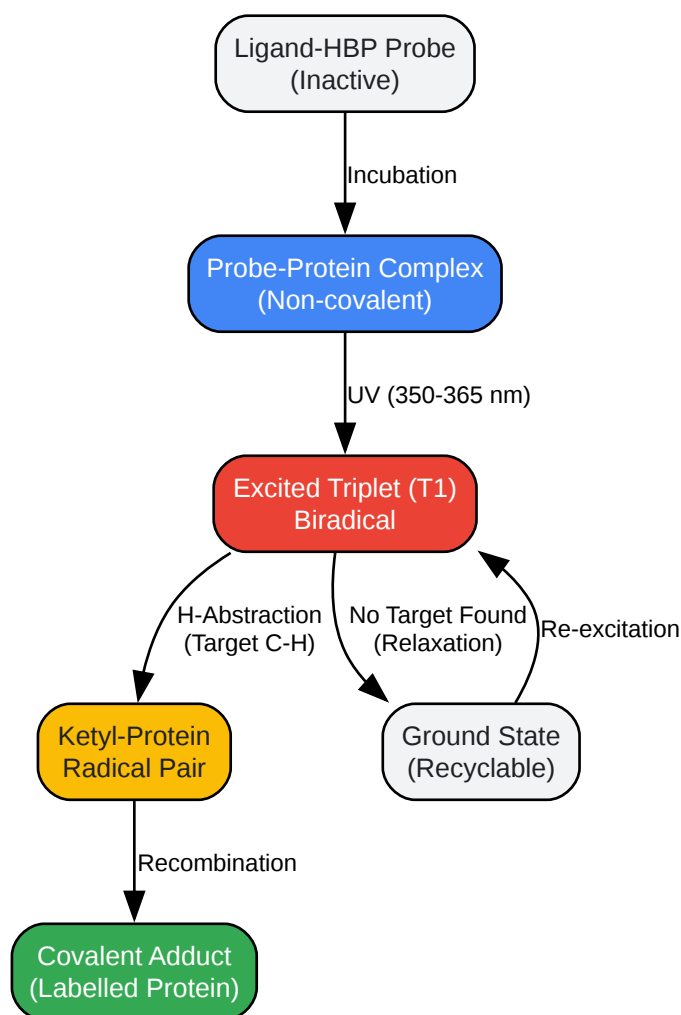 Ligand-HBP Probe
(Inactive)
Incubation
Probe-Protein Complex
(Non-covalent)
UV (350-365 nm)
Excited Triplet (T1)
Biradical
H-Abstraction
(Target C-H)
No Target Found
(Relaxation)
Re-excitation
Ketyl-Protein
Radical Pair
Ground State
(Recyclable)
Recombination
Covalent Adduct
(Labelled Protein)